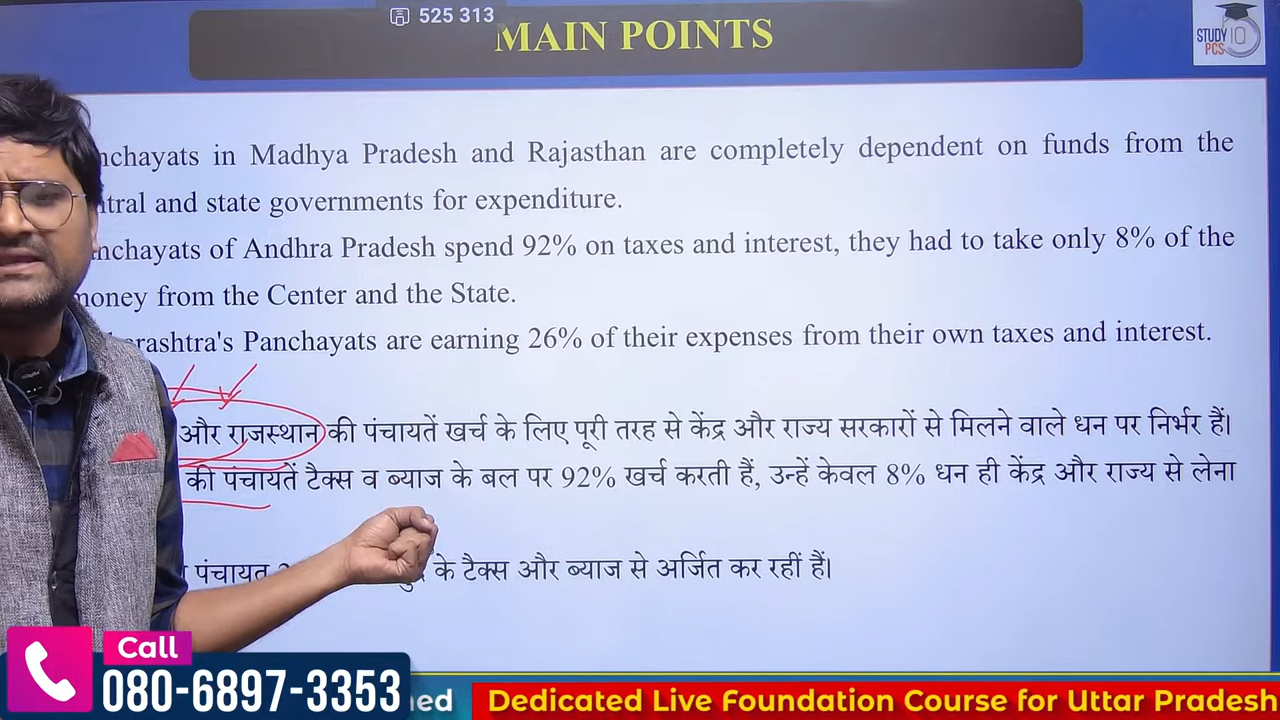 525 313
MAIN POINTS
STUDY IQ
PCS
in Madhya Pradesh and Rajasthan are completely dependent on funds from the
and state governments for expenditure.
of Andhra Pradesh spend 92% on taxes and interest, they had to take only 8% of the
money from the Center and the State.
Panchayats are earning 26% of their expenses from their own taxes and interest.
और राजस्थान की पंचायतें खर्च के लिए पूरी तरह से केंद्र और राज्य सरकारों से मिलने वाले धन पर निर्भर हैं।
की पंचायतें टैक्स व ब्याज के बल पर 92% खर्च करती हैं, उन्हें केवल 8% धन ही केंद्र और राज्य से लेना
पंचायत के टैक्स और ब्याज से अर्जित कर रहीं हैं।
Call
080-6897-3353
Dedicated Live Foundation Course for Uttar Pradesh